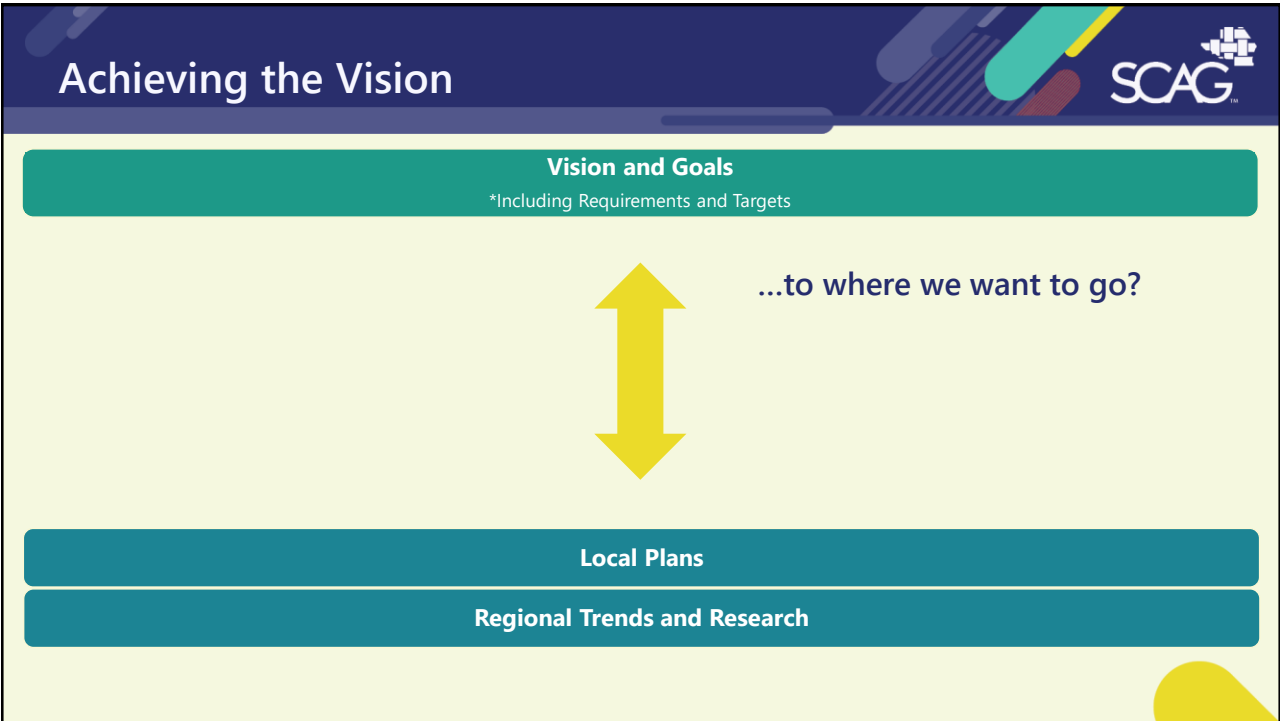 Achieving the Vision
SCAG™
Vision and Goals
*Including Requirements and Targets
...to where we want to go?
Local Plans
Regional Trends and Research